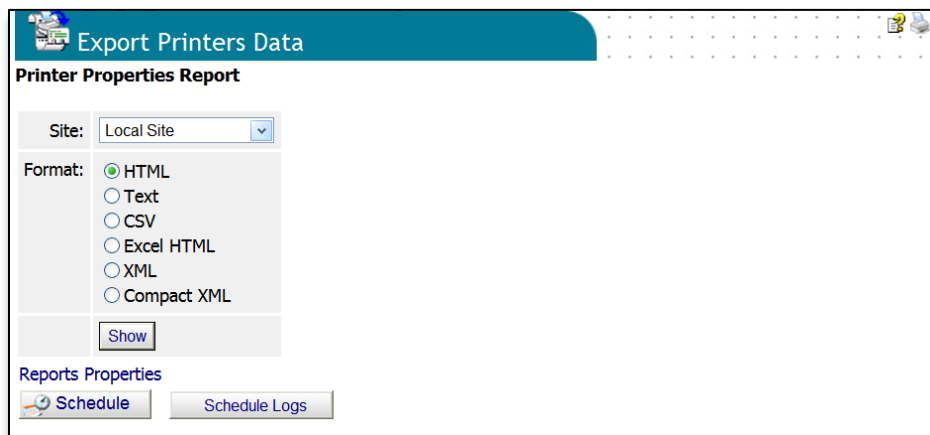 Export Printers Data
Printer Properties Report
Site: Local Site
Format: HTML
Text
CSV
Excel HTML
XML
Compact XML
Show
Reports Properties
Schedule Schedule Logs